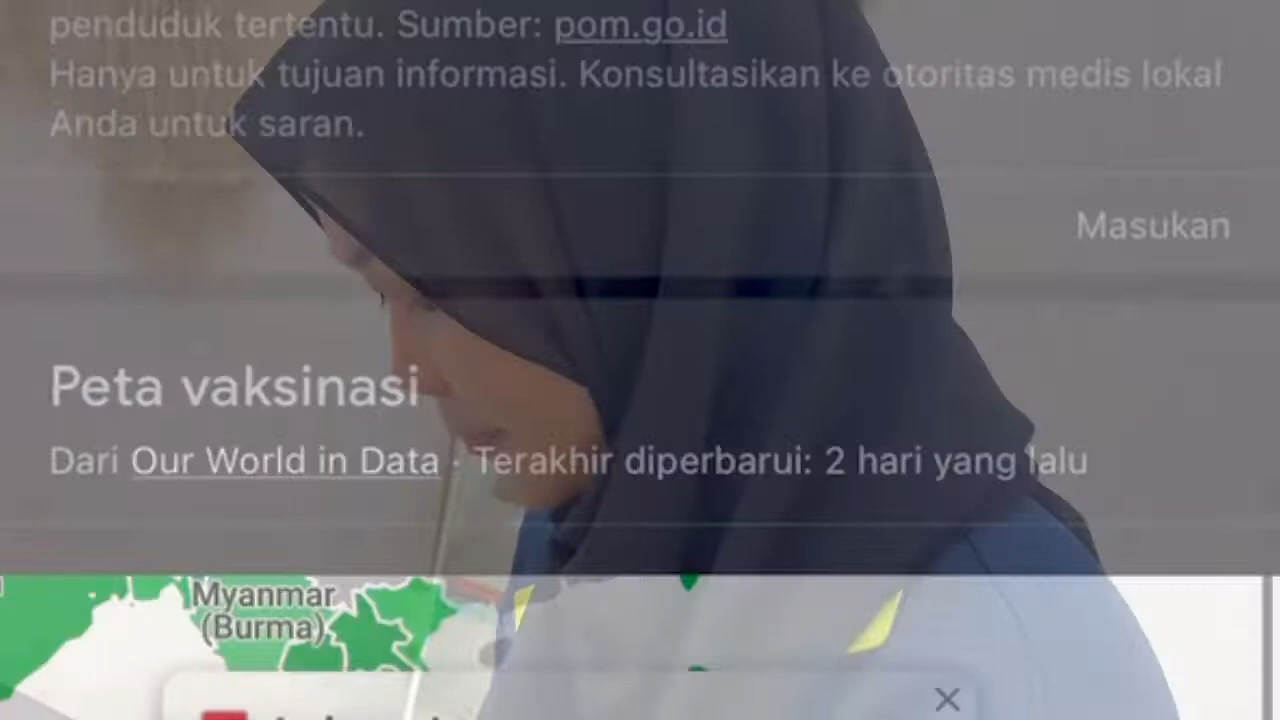 penduduk tertentu. Sumber: pom.go.id
Hanya untuk tujuan informasi. Konsultasikan ke otoritas medis lokal
Anda untuk saran.
Masukan
Peta vaksinasi
Dari Our World in Data · Terakhir diperbarui: 2 hari yang lalu
Myanmar
(Burma)